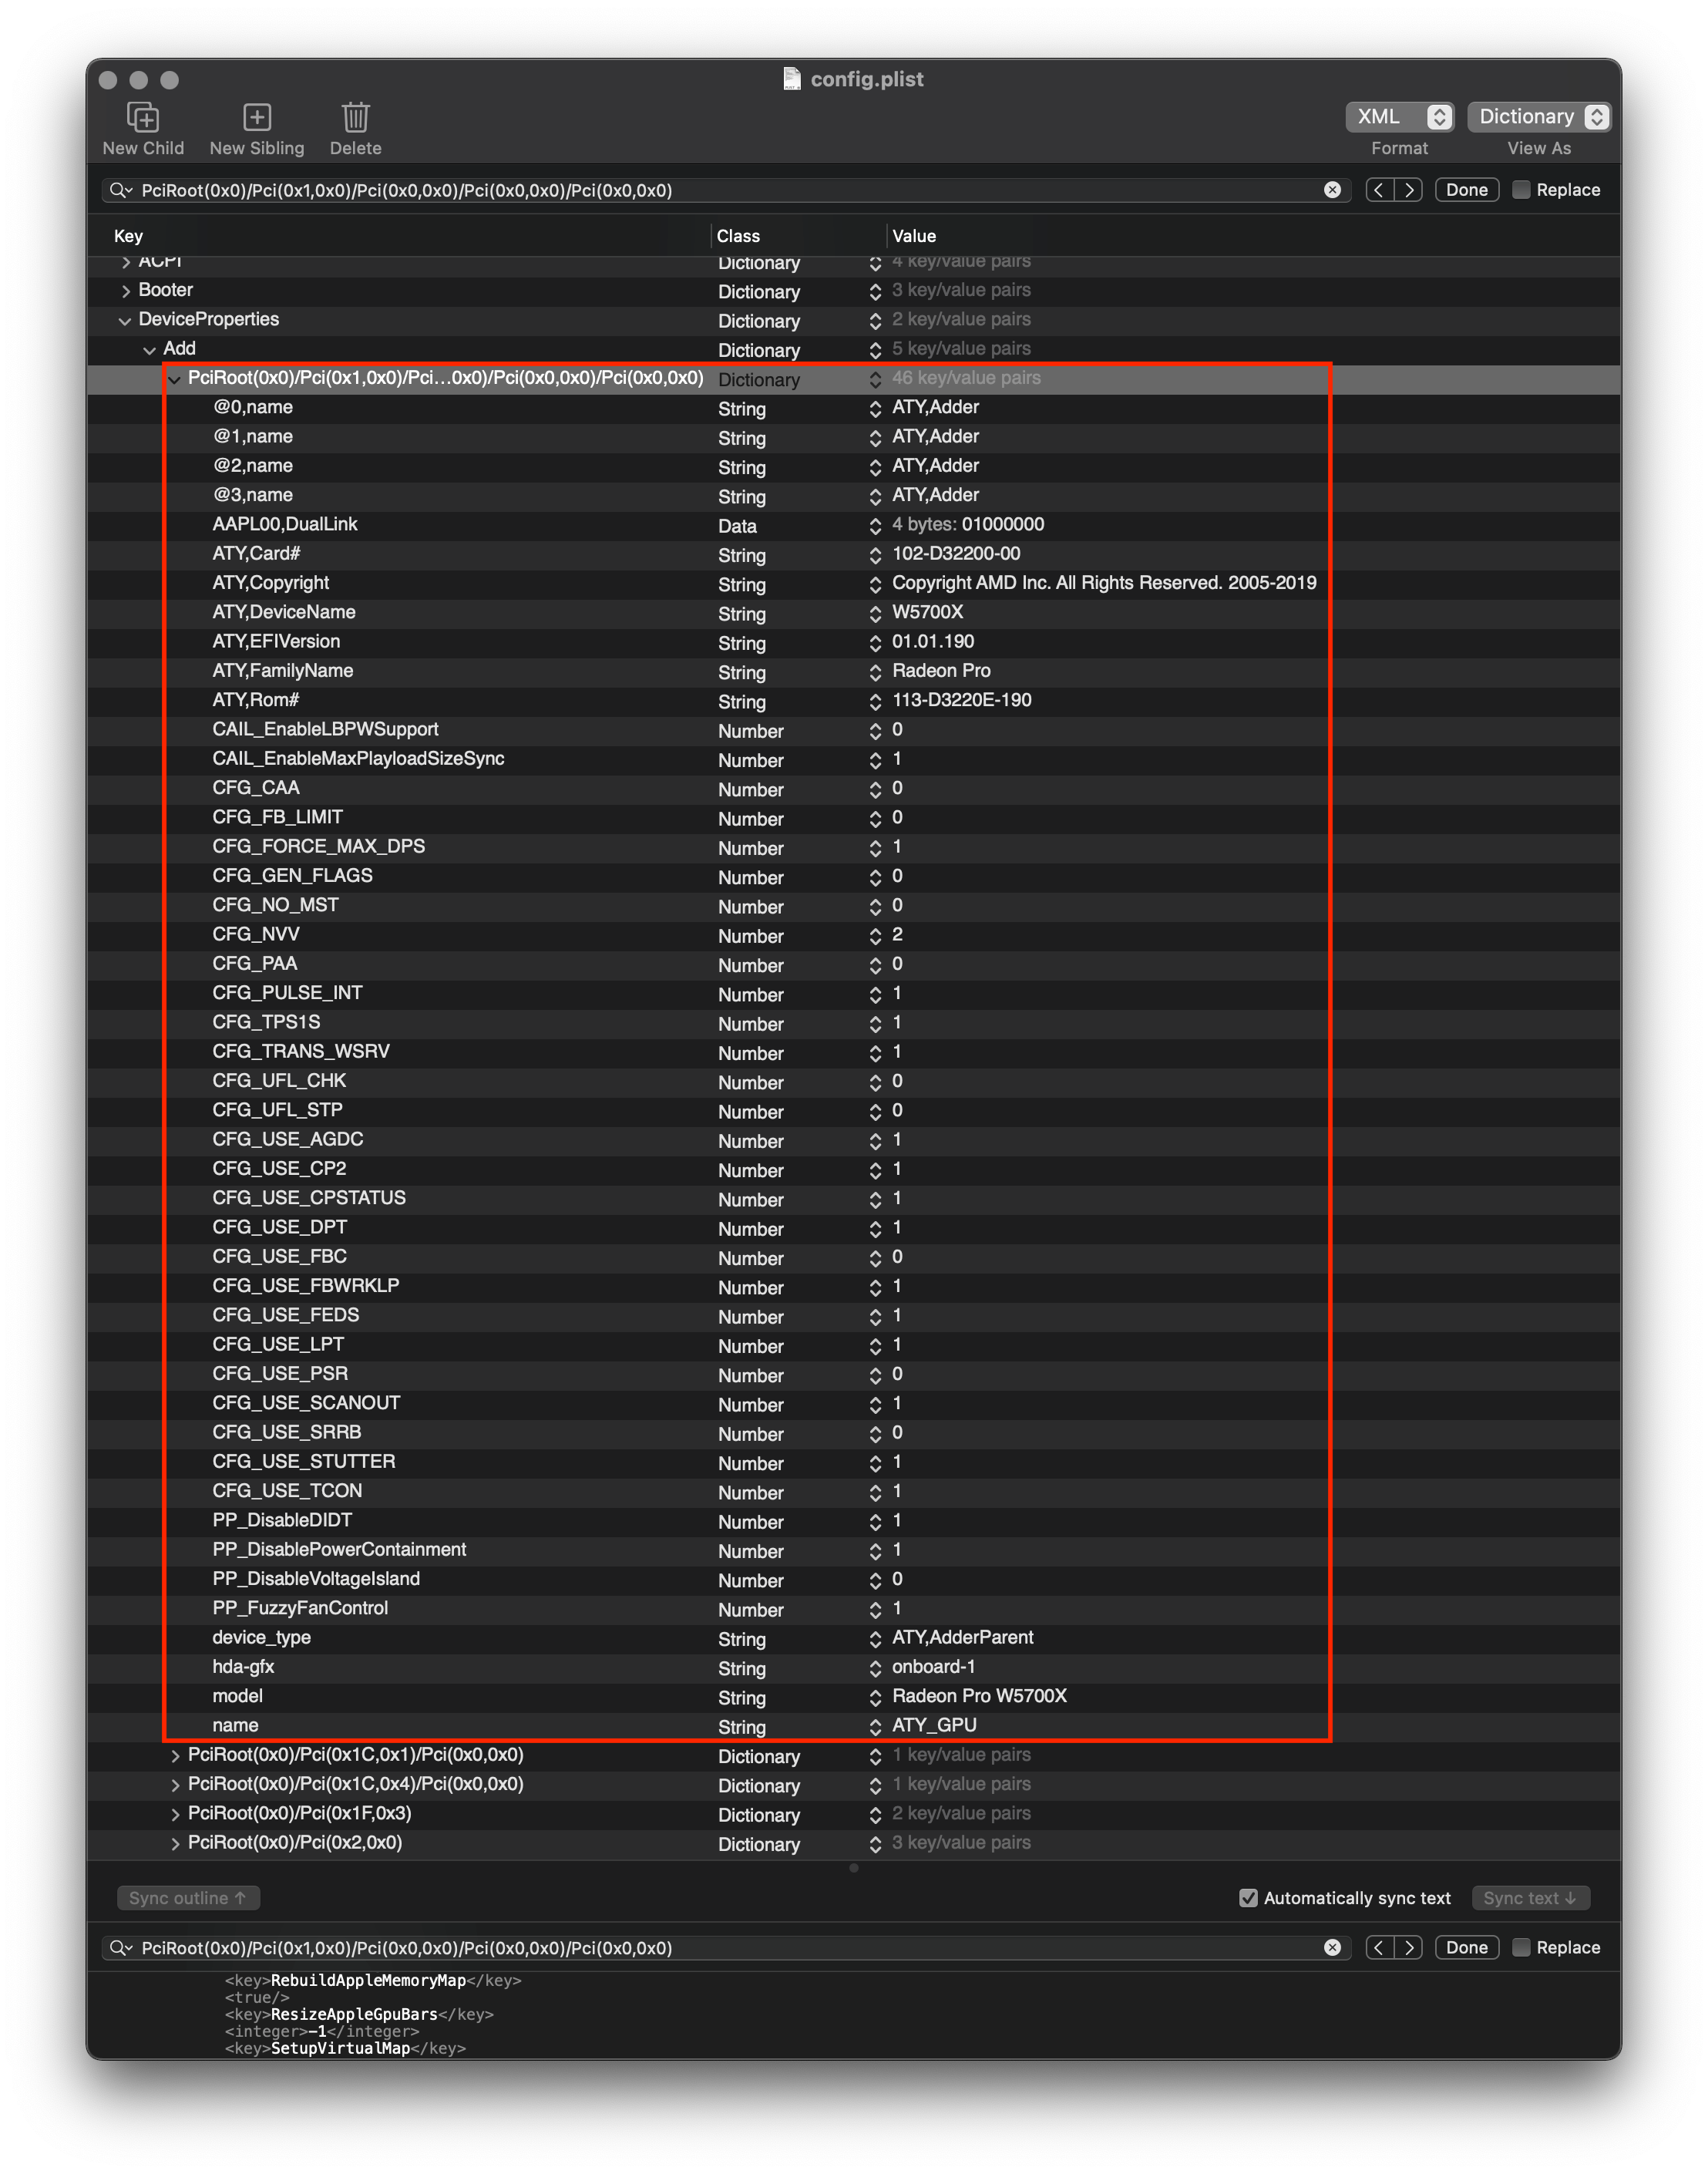 config.plist
New Child New Sibling Delete XML Dictionary
Format View As
PciRoot(0x0)/Pci(0x1,0x0)/Pci(0x0,0x0)/Pci(0x0,0x0)/Pci(0x0,0x0) Done Replace
Key Class Value
ACPI Dictionary 4 key/value pairs
Booter Dictionary 3 key/value pairs
DeviceProperties Dictionary 2 key/value pairs
Add Dictionary 5 key/value pairs
PciRoot(0x0)/Pci(0x1,0x0)/Pci...0x0)/Pci(0x0,0x0)/Pci(0x0,0x0) Dictionary 46 key/value pairs
@0,name String ATY,Adder
@1,name String ATY,Adder
@2,name String ATY,Adder
@3,name String ATY,Adder
AAPL00,DualLink Data 4 bytes: 01000000
ATY,Card# String 102-D32200-00
ATY,Copyright String Copyright AMD Inc. All Rights Reserved. 2005-2019
ATY,DeviceName String W5700X
ATY,EFIVersion String 01.01.190
ATY,FamilyName String Radeon Pro
ATY,Rom# String 113-D3220E-190
CAIL_EnableLBPWSupport Number 0
CAIL_EnableMaxPlayloadSizeSync Number 1
CFG_CAA Number 0
CFG_FB_LIMIT Number 0
CFG_FORCE_MAX_DPS Number 1
CFG_GEN_FLAGS Number 0
CFG_NO_MST Number 0
CFG_NVV Number 2
CFG_PAA Number 0
CFG_PULSE_INT Number 1
CFG_TPS1S Number 1
CFG_TRANS_WSRV Number 1
CFG_UFL_CHK Number 0
CFG_UFL_STP Number 0
CFG_USE_AGDC Number 1
CFG_USE_CP2 Number 1
CFG_USE_CPSTATUS Number 1
CFG_USE_DPT Number 1
CFG_USE_FBC Number 0
CFG_USE_FBWRKLP Number 1
CFG_USE_FEDS Number 1
CFG_USE_LPT Number 1
CFG_USE_PSR Number 0
CFG_USE_SCANOUT Number 1
CFG_USE_SRRB Number 0
CFG_USE_STUTTER Number 1
CFG_USE_TCON Number 1
PP_DisableDIDT Number 1
PP_DisablePowerContainment Number 1
PP_DisableVoltageIsland Number 0
PP_FuzzyFanControl Number 1
device_type String ATY,AdderParent
hda-gfx String onboard-1
model String Radeon Pro W5700X
name String ATY_GPU
PciRoot(0x0)/Pci(0x1C,0x1)/Pci(0x0,0x0) Dictionary 1 key/value pairs
PciRoot(0x0)/Pci(0x1C,0x4)/Pci(0x0,0x0) Dictionary 1 key/value pairs
PciRoot(0x0)/Pci(0x1F,0x3) Dictionary 2 key/value pairs
PciRoot(0x0)/Pci(0x2,0x0) Dictionary 3 key/value pairs
Sync outline ↑ Automatically sync text Sync text ↓
PciRoot(0x0)/Pci(0x1,0x0)/Pci(0x0,0x0)/Pci(0x0,0x0)/Pci(0x0,0x0) Done Replace
<key>RebuildAppleMemoryMap</key>
<true/>
<key>ResizeAppleGpuBars</key>
<integer>-1</integer>
<key>SetupVirtualMap</key>